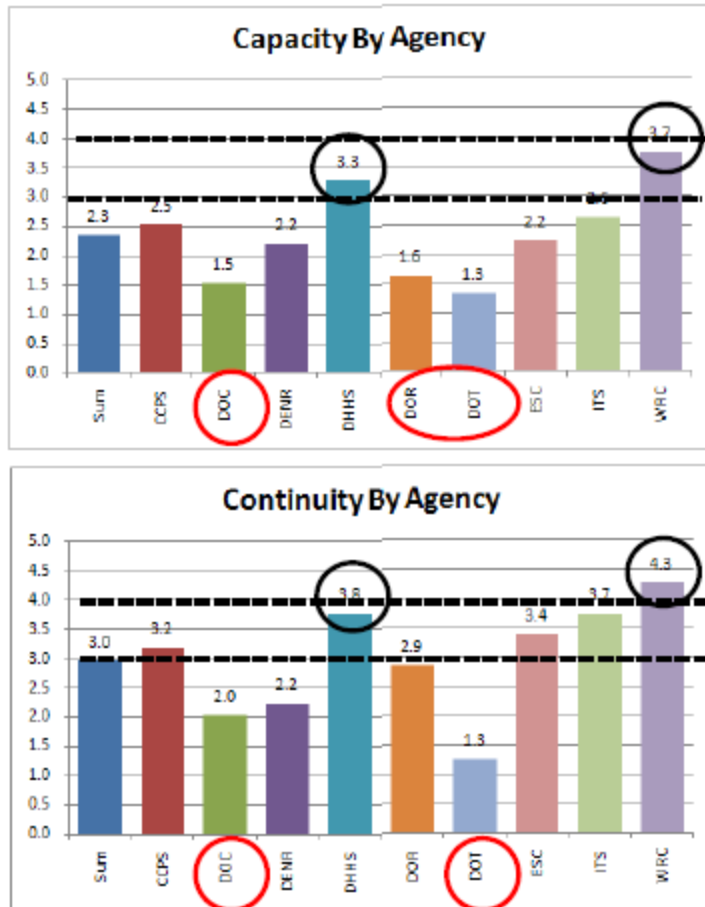 Capacity By Agency
5.0
4.5
4.0
3.5
3.0
2.5
2.0
1.5
1.0
0.5
0.0
2.3
2.5
1.5
2.2
3.3
1.6
1.3
2.2
2.6
3.7
Sum
CCPS
DOC
DENR
DHHS
DOR
DOT
ESC
ITS
WRC
Continuity By Agency
5.0
4.5
4.0
3.5
3.0
2.5
2.0
1.5
1.0
0.5
0.0
3.0
3.2
2.0
2.2
3.8
2.9
1.3
3.4
3.7
4.3
Sum
CCPS
DOC
DENR
DHHS
DOR
DOT
ESC
ITS
WRC